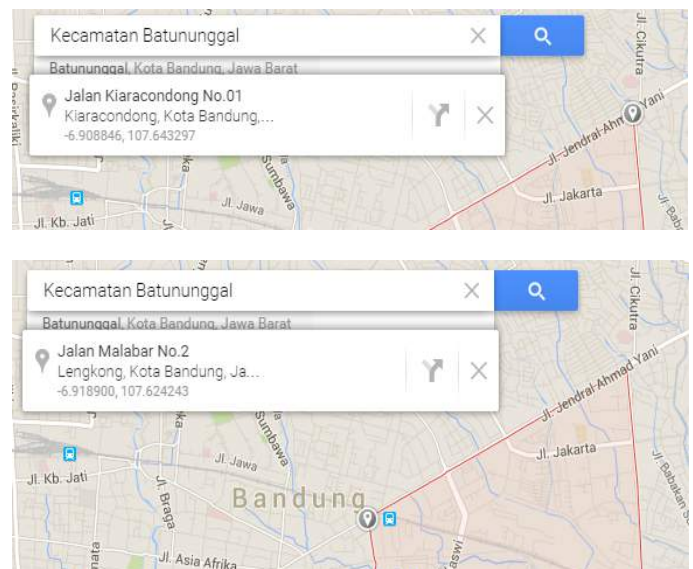 Kecamatan Batununggal
Batununggal, Kota Bandung, Jawa Barat
Jalan Kiaracondong No.01
Kiaracondong, Kota Bandung,...
-6.908846, 107.643297
Jl. Cikutra
Jl. Jendral Ahmad Yani
Sumbawa
Jl. Jawa
Jl. Jakarta
Jl. Kb. Jati
Kecamatan Batununggal
Batununggal, Kota Bandung, Jawa Barat
Jalan Malabar No.2
Lengkong, Kota Bandung, Ja...
-6.918900, 107.624243
Jl. Cikutra
Jl. Jendral Ahmad Yani
Sumbawa
Jl. Jawa
Jl. Jakarta
Jl. Kb. Jati
Jl. Braga
Bandung
Jl. Asia Afrika